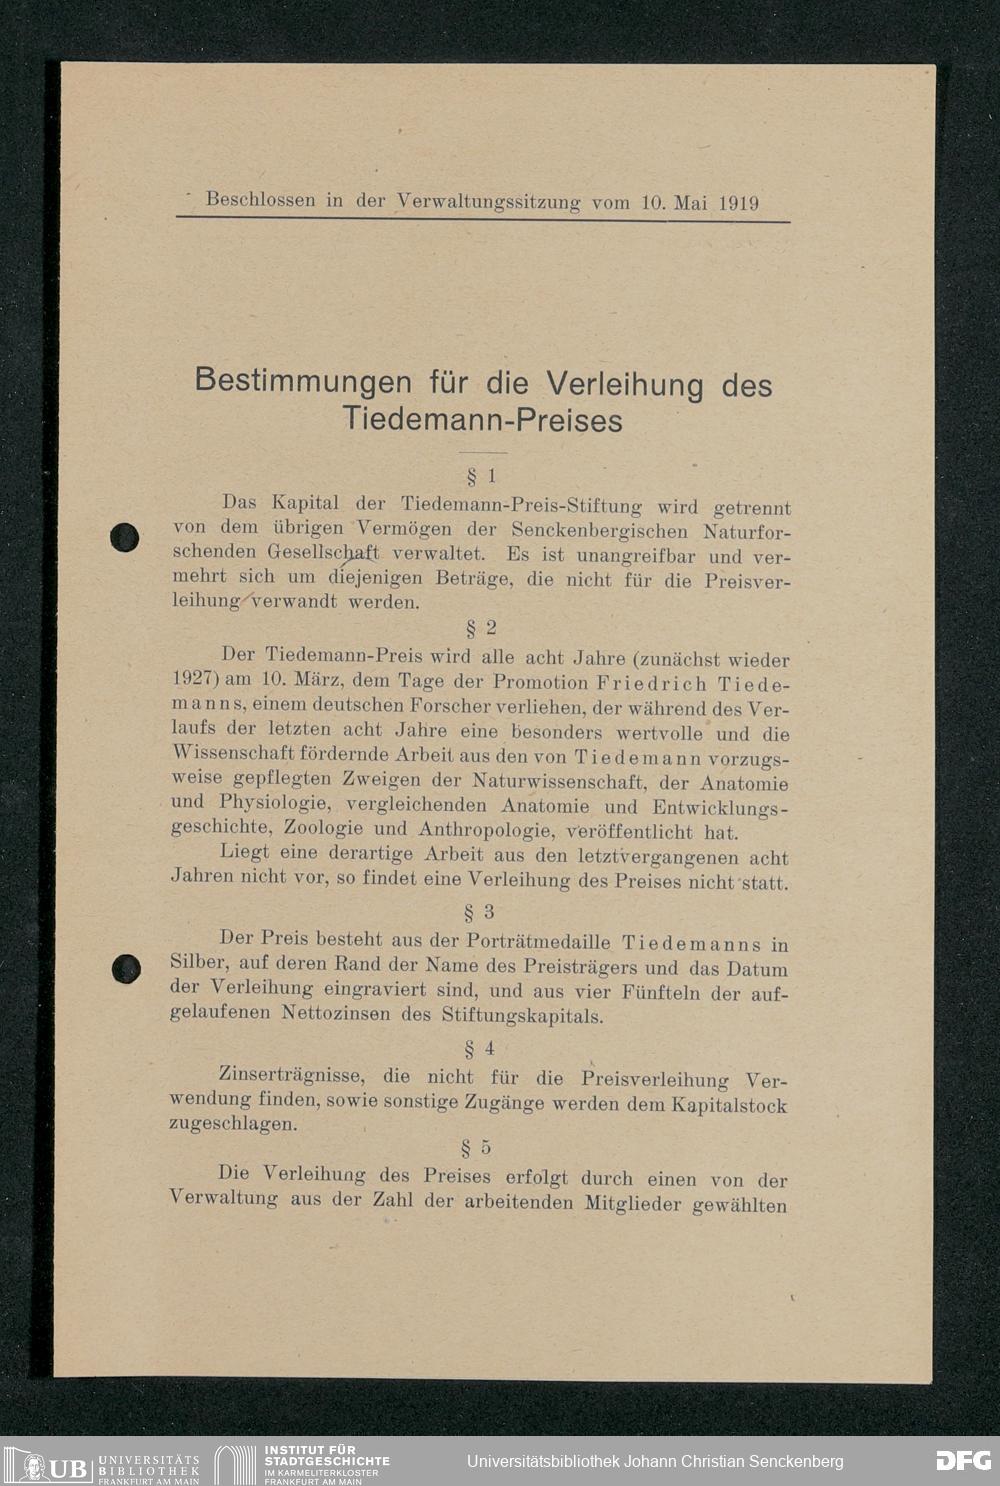 Beschlossen in der Verwaltungssitzung vom 10. Mai 1919
Bestimmungen für die Verleihung des
Tiedemann-Preises
§ 1
Das Kapital der Tiedemann-Preis-Stiftung wird getrennt
von dem übrigen Vermögen der Senckenbergischen Naturfor-
schenden Gesellschaft verwaltet. Es ist unangreifbar und ver-
mehrt sich um diejenigen Beträge, die nicht für die Preisver-
leihung verwandt werden.
§ 2
Der Tiedemann-Preis wird alle acht Jahre (zunächst wieder
1927) am 10. März, dem Tage der Promotion Friedrich Tiede-
manns, einem deutschen Forscher verliehen, der während des Ver-
laufs der letzten acht Jahre eine besonders wertvolle und die
Wissenschaft fördernde Arbeit aus den von Tiedemann vorzugs-
weise gepflegten Zweigen der Naturwissenschaft, der Anatomie
und Physiologie, vergleichenden Anatomie und Entwicklungs-
geschichte, Zoologie und Anthropologie, veröffentlicht hat.
Liegt eine derartige Arbeit aus den letztvergangenen acht
Jahren nicht vor, so findet eine Verleihung des Preises nicht statt.
§ 3
Der Preis besteht aus der Porträtmedaille Tiedemanns in
Silber, auf deren Rand der Name des Preisträgers und das Datum
der Verleihung eingraviert sind, und aus vier Fünfteln der auf-
gelaufenen Nettozinsen des Stiftungskapitals.
§ 4
Zinserträgnisse, die nicht für die Preisverleihung Ver-
wendung finden, sowie sonstige Zugänge werden dem Kapitalstock
zugeschlagen.
§ 5
Die Verleihung des Preises erfolgt durch einen von der
Verwaltung aus der Zahl der arbeitenden Mitglieder gewählten
UB UNIVERSITÄTS
BIBLIOTHEK
FRANKFURT AM MAIN
INSTITUT FÜR
STADTGESCHICHTE
IM KARMELITERKLOSTER
FRANKFURT AM MAIN
Universitätsbibliothek Johann Christian Senckenberg
DFG